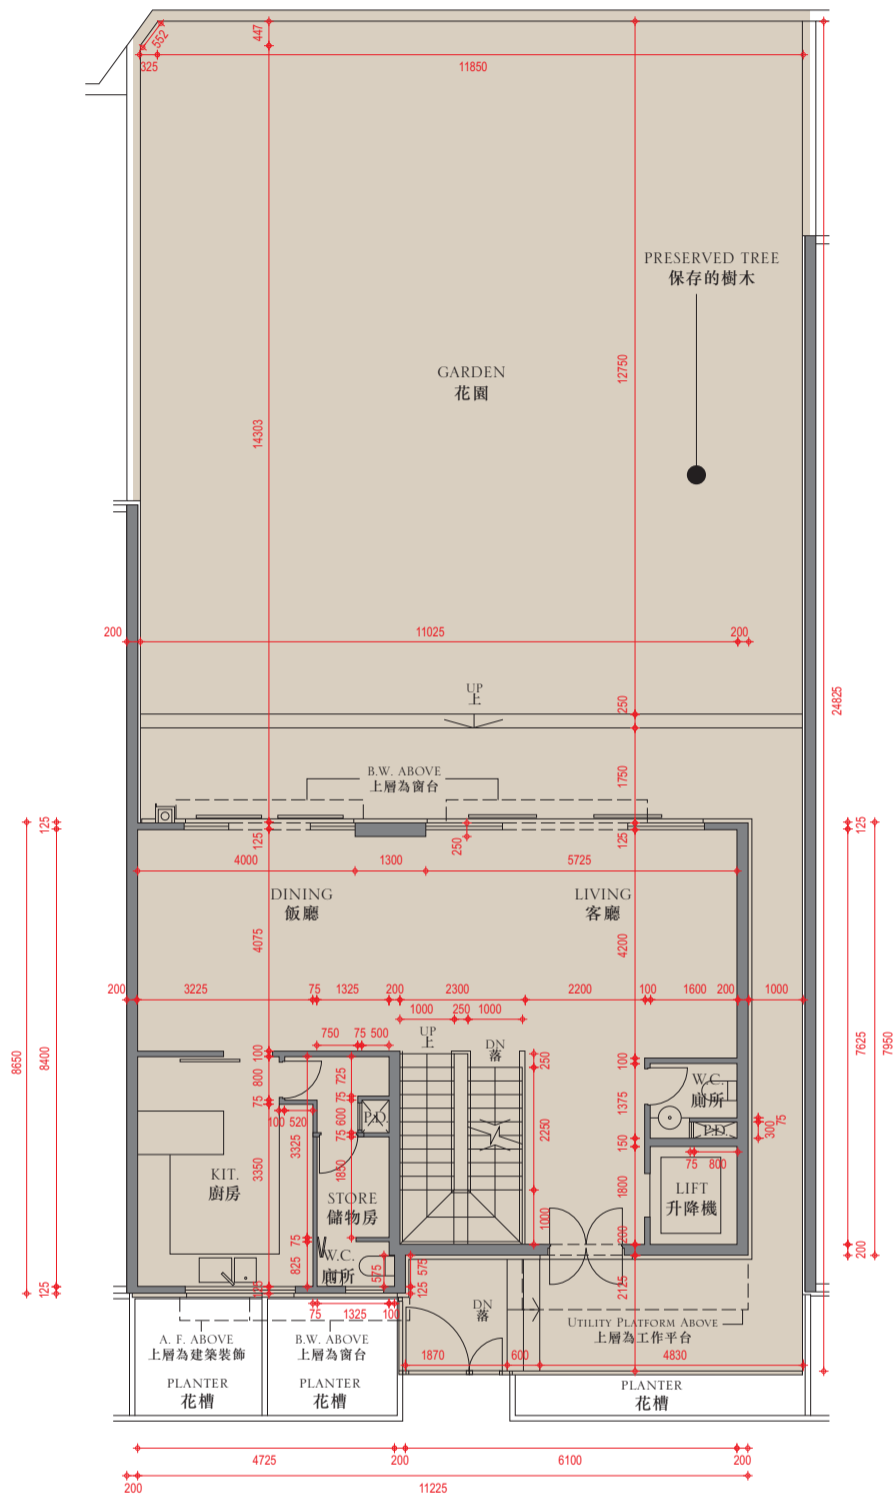 447
552
325
11850
PRESERVED TREE
保存的樹木
GARDEN
花園
12750
14303
200
11025
200
UP
上
250
24825
1750
B.W. ABOVE
上層為窗台
125
125
250
125
125
4000
1300
5725
DINING
飯廳
LIVING
客廳
4075
4200
200
3225
75
1325
200
2300
2200
100
1600
200
1000
1000
250
1000
750
75
500
UP
上
DN
落
8650
8400
7625
7950
100
800
75
725
75
600
75
P.D.
100
520
3325
3350
1850
250
2250
1000
100
1375
150
1800
200
W.C.
廁所
P.D.
300
75
75
800
LIFT
升降機
KIT.
廚房
STORE
儲物房
75
825
W.C.
廁所
575
575
125
125
125
200
2125
75
1325
100
DN
落
A. F. ABOVE
上層為建築裝飾
B.W. ABOVE
上層為窗台
UTILITY PLATFORM ABOVE
上層為工作平台
1870
600
4830
PLANTER
花槽
PLANTER
花槽
PLANTER
花槽
4725
200
6100
200
200
11225